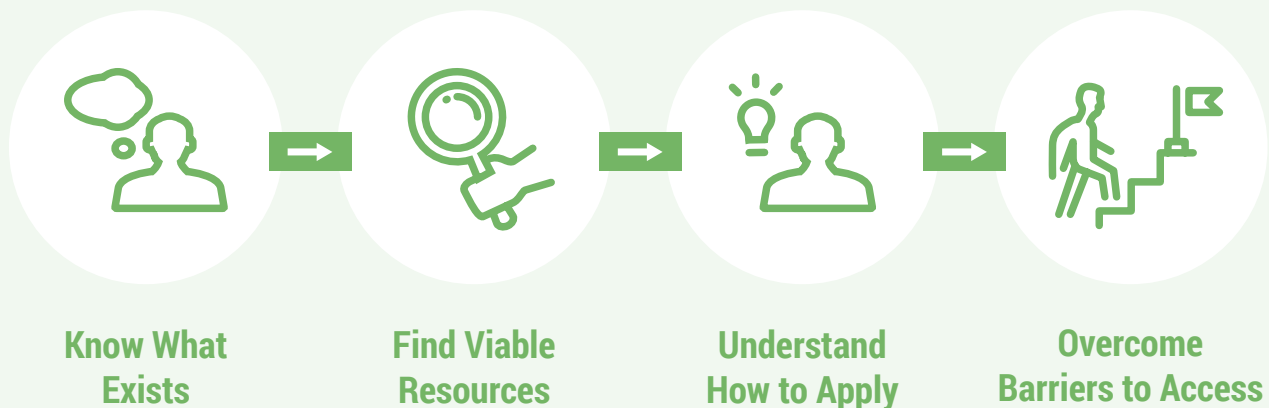 Know What
Exists
Find Viable
Resources
Understand
How to Apply
Overcome
Barriers to Access